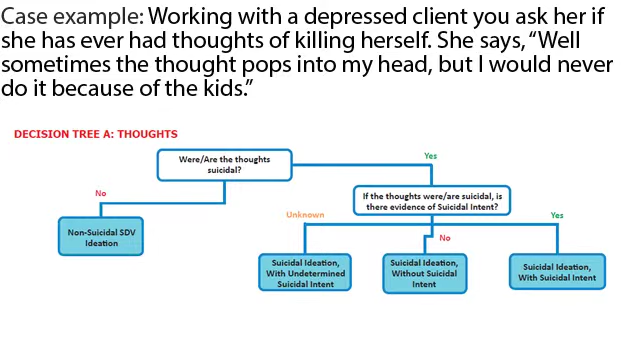 Case example: Working with a depressed client you ask her if
she has ever had thoughts of killing herself. She says, “Well
sometimes the thought pops into my head, but I would never
do it because of the kids.”
DECISION TREE A: THOUGHTS
Were/Are the thoughts
suicidal?
Yes
No
If the thoughts were/are suicidal, is
there evidence of Suicidal Intent?
Unknown
Yes
No
Non-Suicidal SDV
Ideation
Suicidal Ideation,
With Undetermined
Suicidal Intent
Suicidal Ideation,
Without Suicidal
Intent
Suicidal Ideation,
With Suicidal Intent